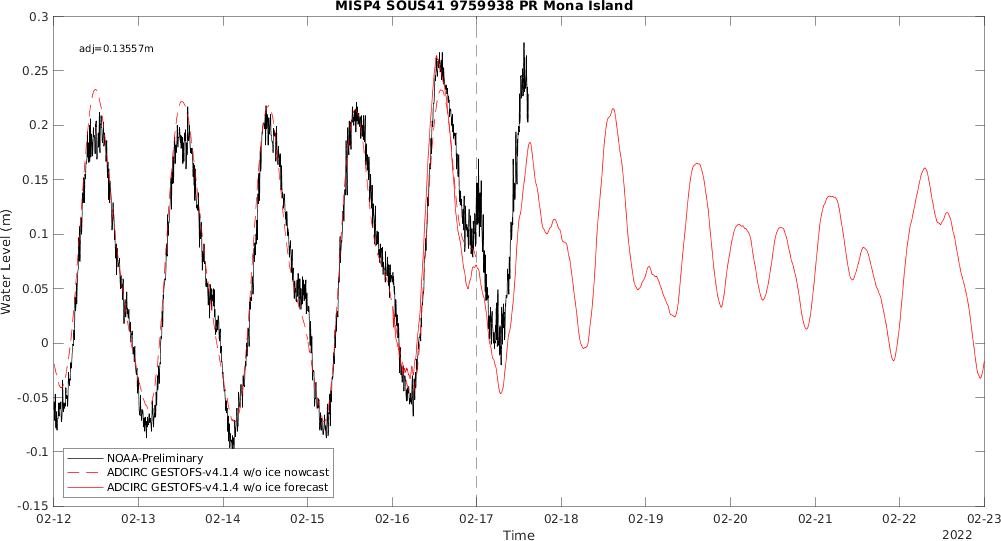 MISP4 SOUS41 9759938 PR Mona Island
adj=0.13557m
0.3
0.25
0.2
0.15
0.1
0.05
0
-0.05
-0.1
-0.15
Water Level (m)
NOAA-Preliminary
ADCIRC GESTOFS-v4.1.4 w/o ice nowcast
ADCIRC GESTOFS-v4.1.4 w/o ice forecast
02-12 02-13 02-14 02-15 02-16 02-17 02-18 02-19 02-20 02-21 02-22 02-23
Time
2022